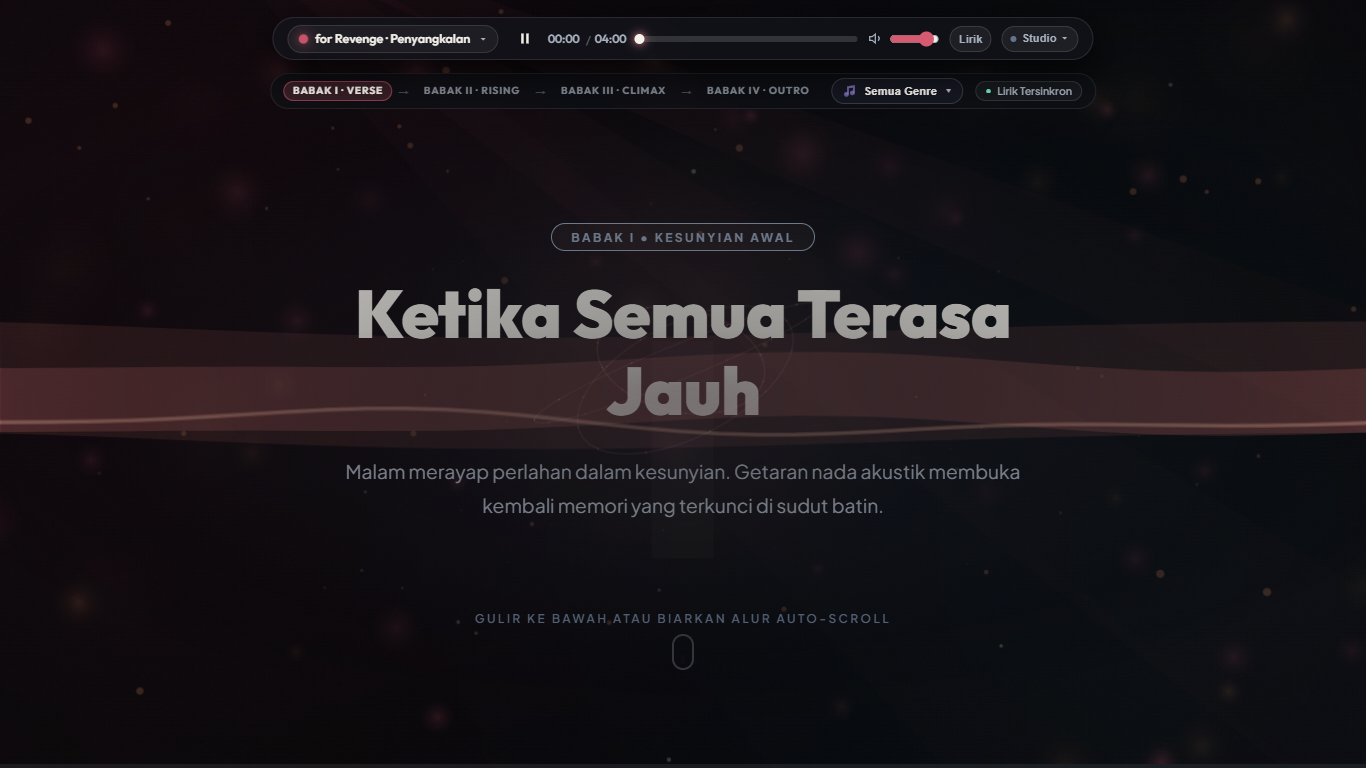 for Revenge · Penyangkalan
00:00 / 04:00
Lirik
Studio
BABAK I · VERSE → BABAK II · RISING → BABAK III · CLIMAX → BABAK IV · OUTRO
Semua Genre
Lirik Tersinkron
BABAK I ● KESUNYIAN AWAL
Ketika Semua Terasa
Jauh
Malam merayap perlahan dalam kesunyian. Getaran nada akustik membuka
kembali memori yang terkunci di sudut batin.
GULIR KE BAWAH ATAU BIARKAN ALUR AUTO-SCROLL